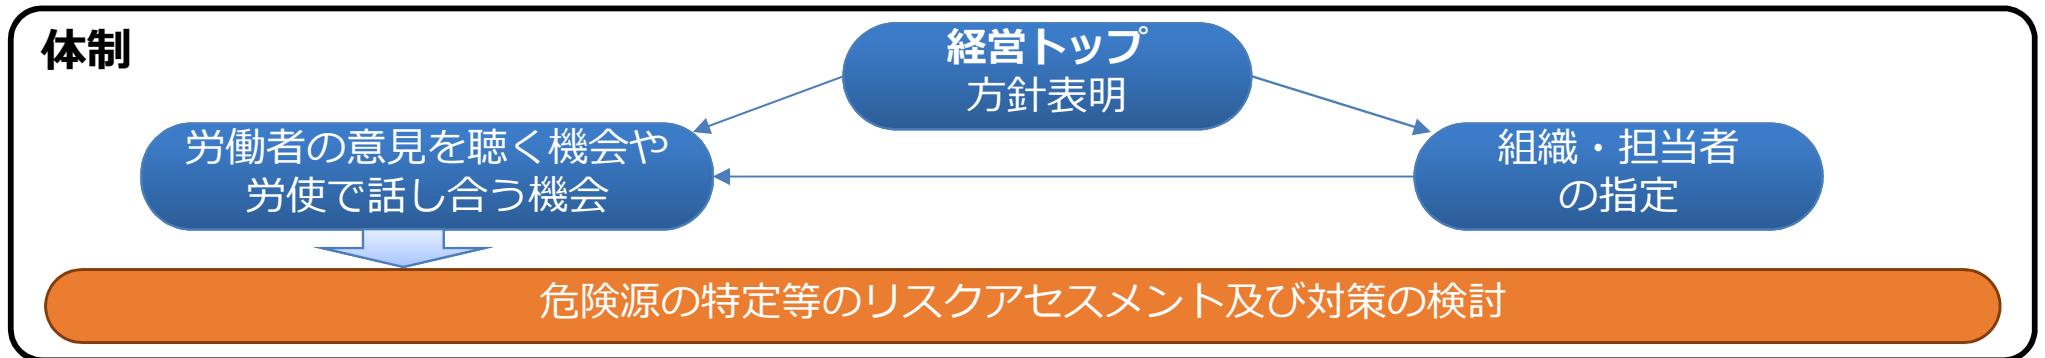 体制
経営トップ
方針表明
労働者の意見を聴く機会や
労使で話し合う機会
組織・担当者
の指定
危険源の特定等のリスクアセスメント及び対策の検討